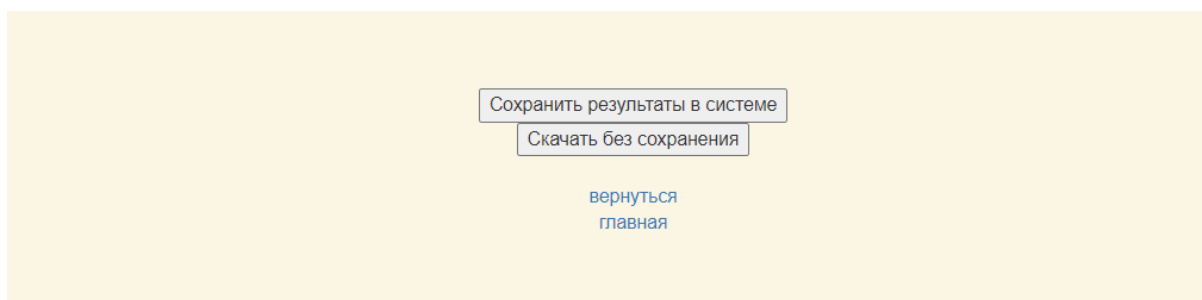 Сохранить результаты в системе
Скачать без сохранения
вернуться
главная